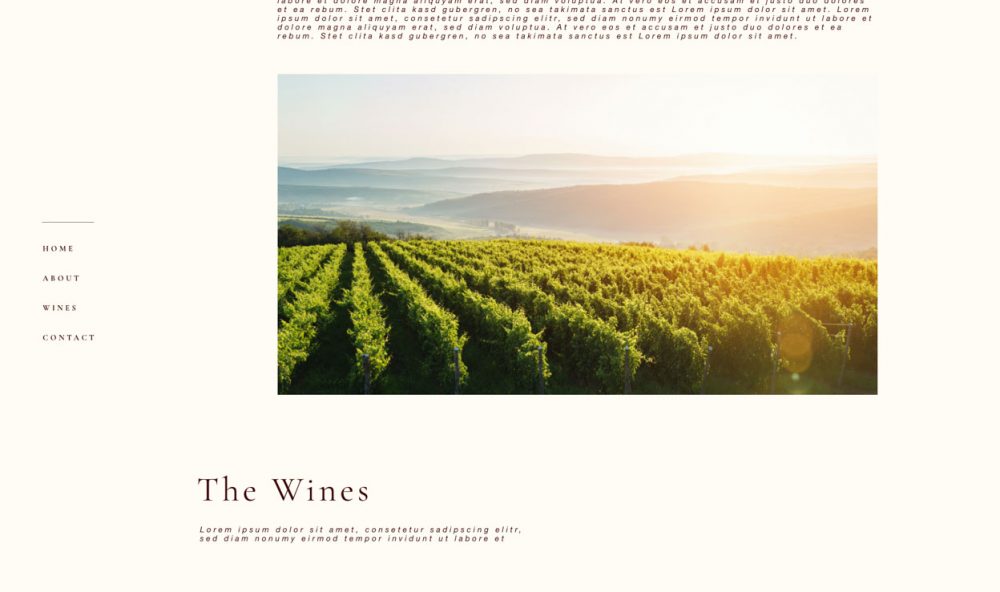 labore et dolore magna aliquyam erat, sed diam voluptua. At vero eos et accusam et justo duo dolores
et ea rebum. Stet clita kasd gubergren, no sea takimata sanctus est Lorem ipsum dolor sit amet. Lorem
ipsum dolor sit amet, consetetur sadipscing elitr, sed diam nonumy eirmod tempor invidunt ut labore et
dolore magna aliquyam erat, sed diam voluptua. At vero eos et accusam et justo duo dolores et ea
rebum. Stet clita kasd gubergren, no sea takimata sanctus est Lorem ipsum dolor sit amet.
HOME
ABOUT
WINES
CONTACT
The Wines
Lorem ipsum dolor sit amet, consetetur sadipscing elitr,
sed diam nonumy eirmod tempor invidunt ut labore et